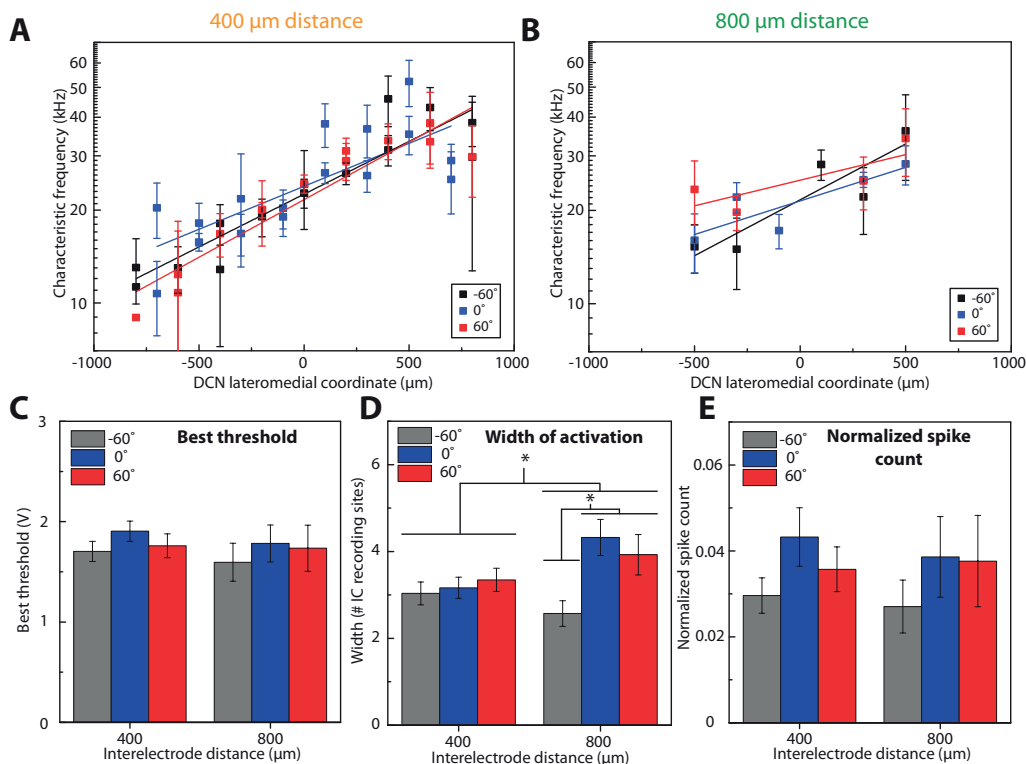 400 µm distance
800 µm distance
A
B
Characteristic frequency (kHz)
60
50
40
30
20
10
-1000
-500
0
500
1000
DCN lateromedial coordinate (µm)
-60˚
0˚
60˚
Characteristic frequency (kHz)
60
50
40
30
20
10
-1000
-500
0
500
1000
DCN lateromedial coordinate (µm)
-60˚
0˚
60˚
C
D
E
Best threshold
-60˚
0˚
60˚
Best threshold (V)
3
2
1
0
400
800
Interelectrode distance (µm)
Width of activation
-60˚
0˚
60˚
*
*
Width (# IC recording sites)
6
4
2
0
400
800
Interelectrode distance (µm)
Normalized spike
count
-60˚
0˚
60˚
Normalized spike count
0.06
0.04
0.02
0
400
800
Interelectrode distance (µm)